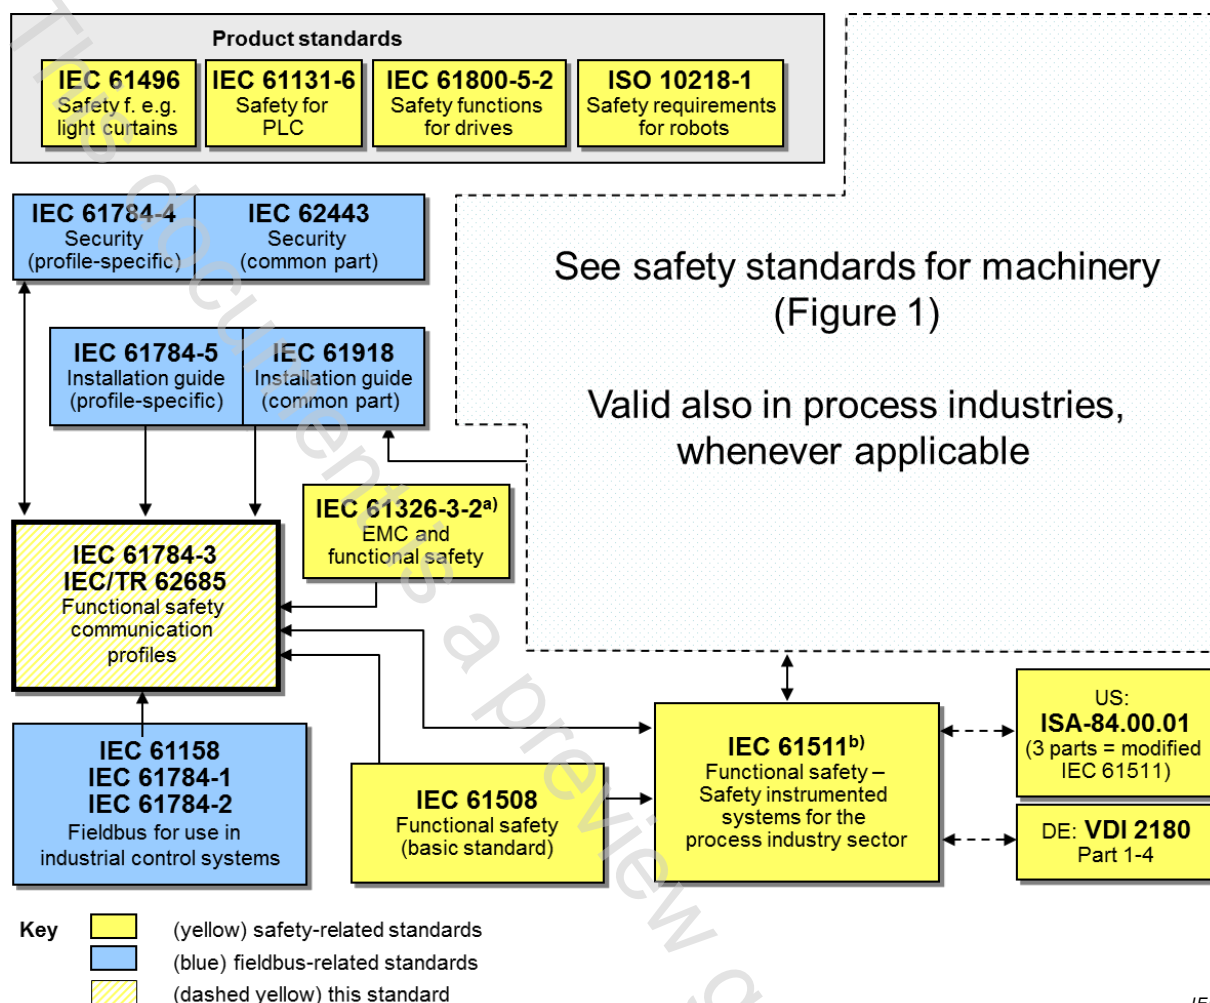 Product standards
IEC 61496
Safety f. e.g.
light curtains
IEC 61131-6
Safety for
PLC
IEC 61800-5-2
Safety functions
for drives
ISO 10218-1
Safety requirements
for robots
IEC 61784-4
Security
(profile-specific)
IEC 62443
Security
(common part)
See safety standards for machinery
(Figure 1)
Valid also in process industries,
whenever applicable
IEC 61784-5
Installation guide
(profile-specific)
IEC 61918
Installation guide
(common part)
IEC 61326-3-2a)
EMC and
functional safety
IEC 61784-3
IEC/TR 62685
Functional safety
communication
profiles
IEC 61158
IEC 61784-1
IEC 61784-2
Fieldbus for use in
industrial control systems
IEC 61508
Functional safety
(basic standard)
IEC 61511b)
Functional safety –
Safety instrumented
systems for the
process industry sector
US:
ISA-84.00.01
(3 parts = modified
IEC 61511)
DE: VDI 2180
Part 1-4
Key
(yellow) safety-related standards
(blue) fieldbus-related standards
(dashed yellow) this standard
This document is a preview